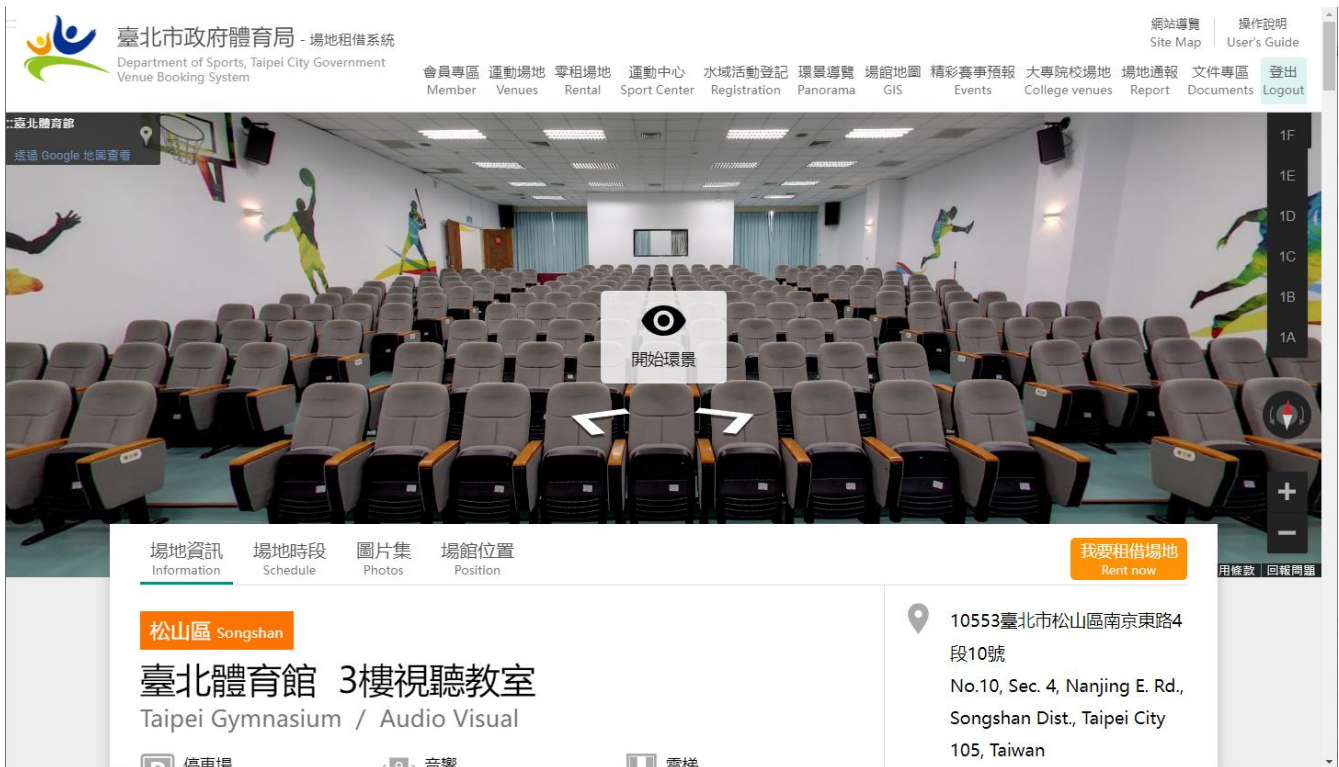 網站導覽
Site Map
操作說明
User's Guide
臺北市政府體育局 - 場地租借系統
Department of Sports, Taipei City Government
Venue Booking System
會員專區 運動場地 零租場地 運動中心 水域活動登記 環景導覽 場館地圖 精彩賽事預報 大專院校場地 場地通報 文件專區 登出
Member Venues Rental Sport Center Registration Panorama GIS Events College venues Report Documents Logout
臺北體育館
透過 Google 地圖查看
1F
1E
1D
1C
1B
1A
開始環景
用條款 回報問題
場地資訊 場地時段 圖片集 場館位置
Information Schedule Photos Position
我要租借場地
Rent now
松山區 Songshan
臺北體育館 3樓視聽教室
Taipei Gymnasium / Audio Visual
停車場 音響 電梯
10553臺北市松山區南京東路4
段10號
No.10, Sec. 4, Nanjing E. Rd.,
Songshan Dist., Taipei City
105, Taiwan